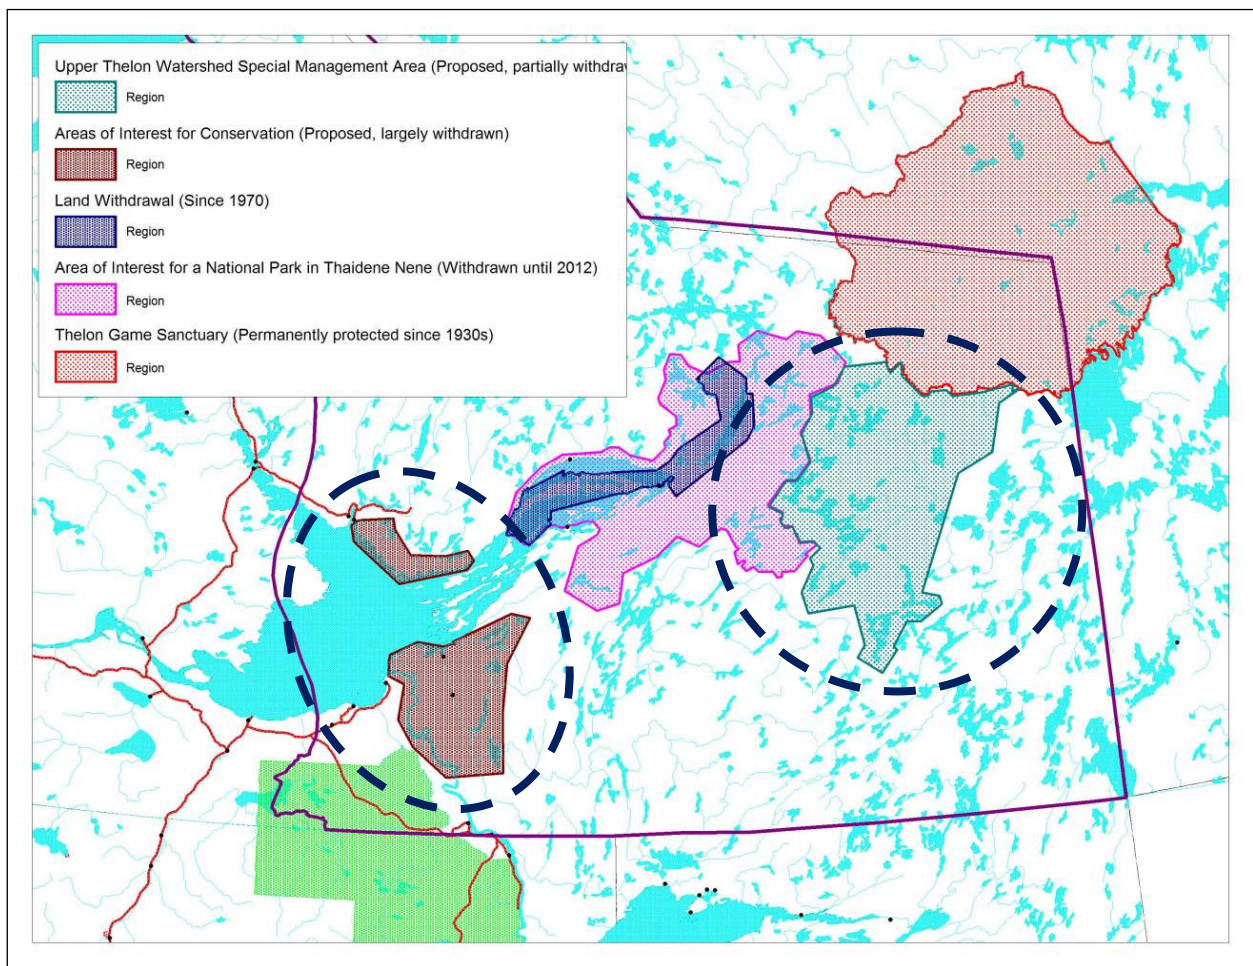 Upper Thelon Watershed Special Management Area (Proposed, partially withdra
Region
Areas of Interest for Conservation (Proposed, largely withdrawn)
Region
Land Withdrawal (Since 1970)
Region
Area of Interest for a National Park in Thaidene Nene (Withdrawn until 2012)
Region
Thelon Game Sanctuary (Permanently protected since 1930s)
Region